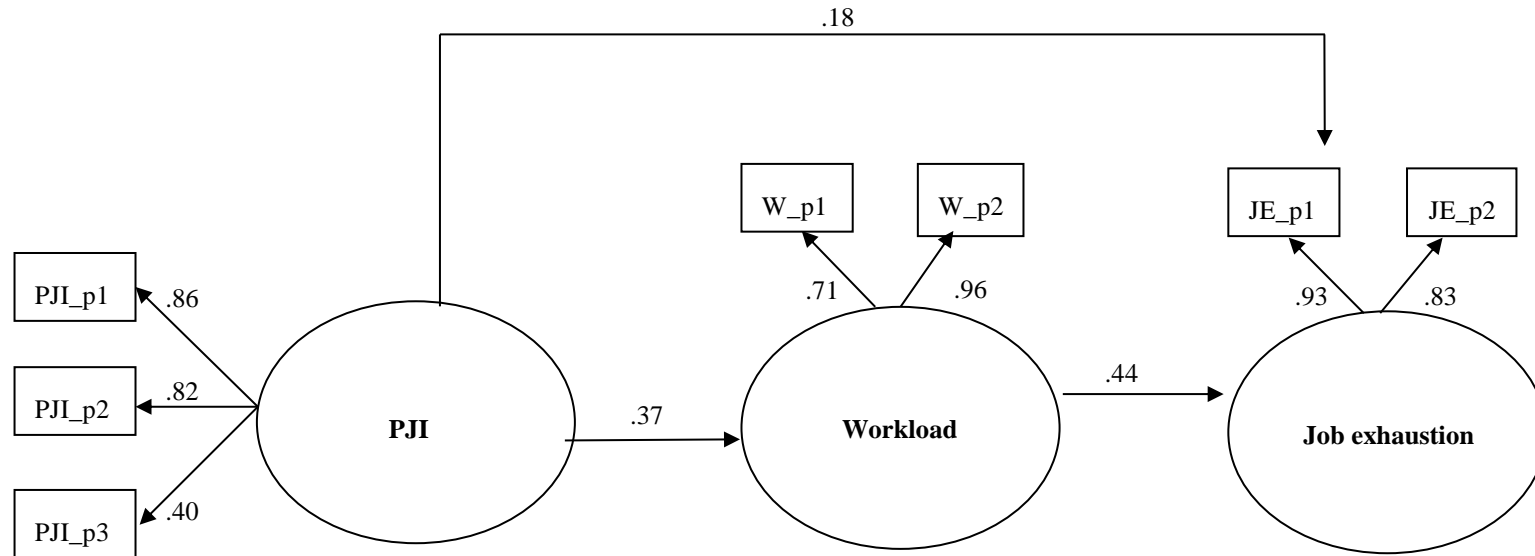 .18
W_p1
W_p2
JE_p1
JE_p2
PJI_p1
.86
.71
.96
.93
.83
PJI_p2
.82
.44
PJI
.37
Workload
Job exhaustion
PJI_p3
.40